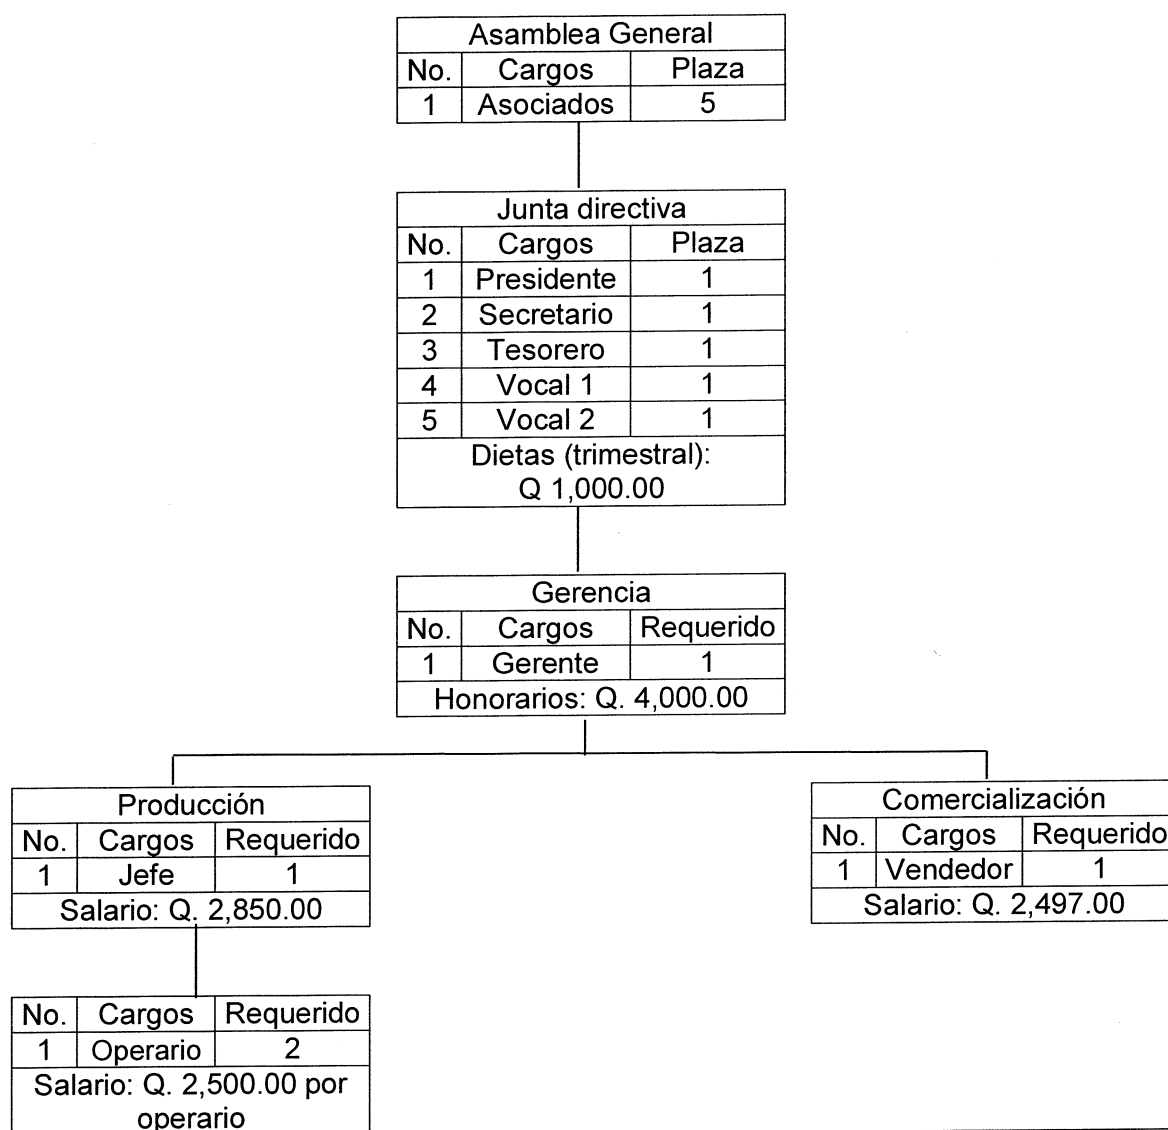 Asamblea General
No. Cargos Plaza
1 Asociados 5
Junta directiva
No. Cargos Plaza
1 Presidente 1
2 Secretario 1
3 Tesorero 1
4 Vocal 1 1
5 Vocal 2 1
Dietas (trimestral):
Q 1,000.00
Gerencia
No. Cargos Requerido
1 Gerente 1
Honorarios: Q. 4,000.00
Producción
No. Cargos Requerido
1 Jefe 1
Salario: Q. 2,850.00
Comercialización
No. Cargos Requerido
1 Vendedor 1
Salario: Q. 2,497.00
No. Cargos Requerido
1 Operario 2
Salario: Q. 2,500.00 por
operario